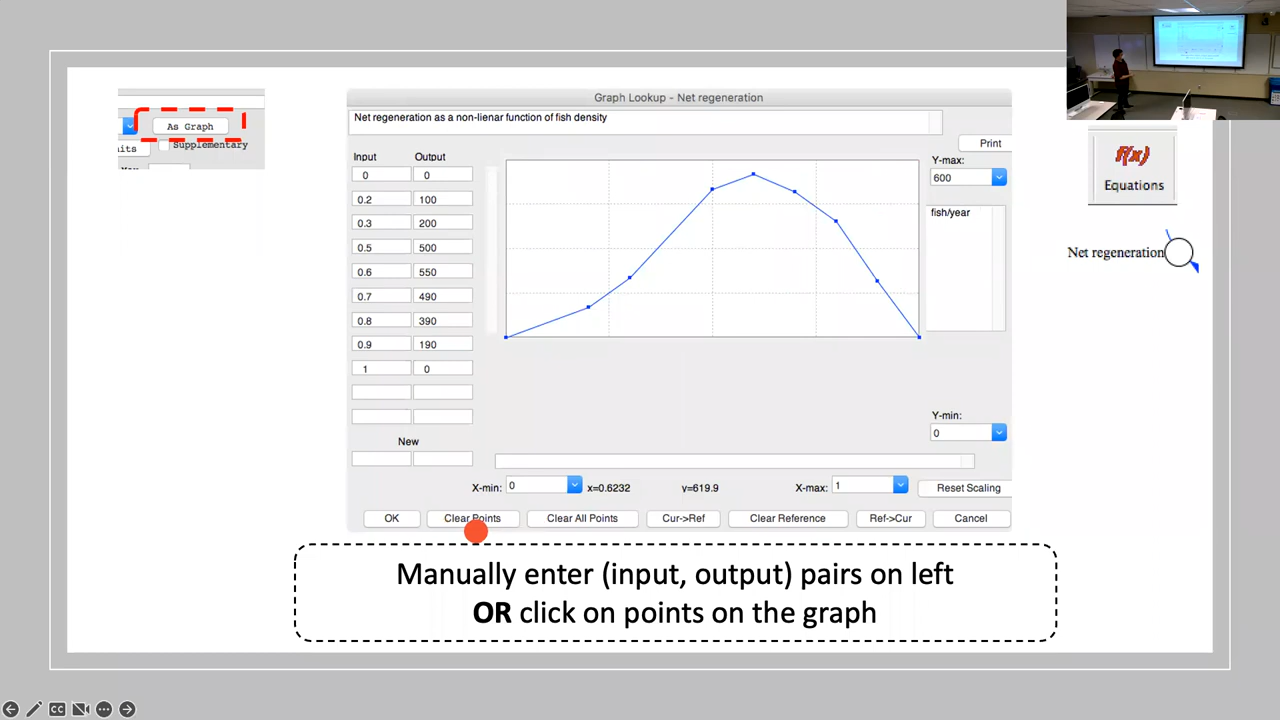 As Graph
nits
Supplementary
Graph Lookup - Net regeneration
Net regeneration as a non-lienar function of fish density
Print
Input Output
0 0
0.2 100
0.3 200
0.5 500
0.6 550
0.7 490
0.8 390
0.9 190
1 0
New
Y-max:
600
fish/year
Y-min:
0
X-min: 0 x=0.6232 y=619.9 X-max: 1 Reset Scaling
OK Clear Points Clear All Points Cur->Ref Clear Reference Ref->Cur Cancel
f(x)
Equations
Net regeneration
Manually enter (input, output) pairs on left
OR click on points on the graph
CC